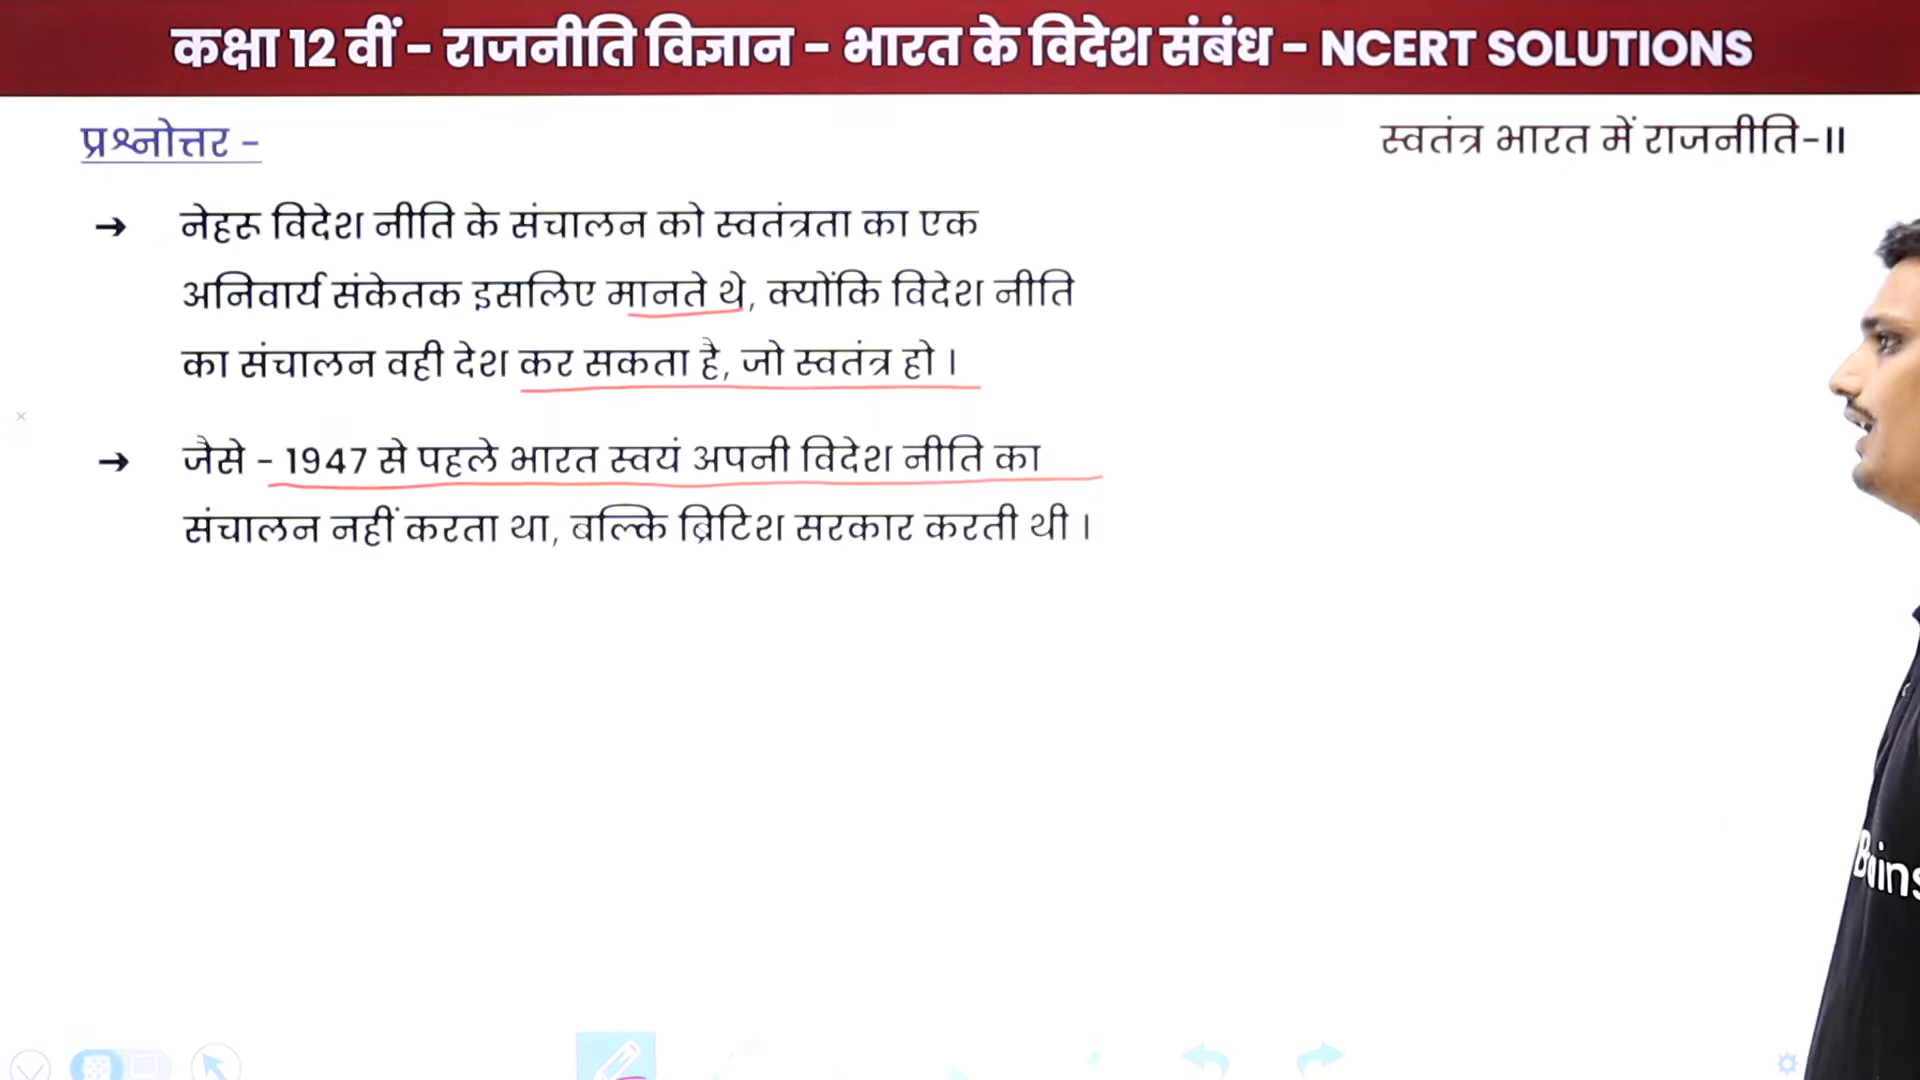 कक्षा 12 वीं - राजनीति विज्ञान - भारत के विदेश संबंध - NCERT SOLUTIONS
प्रश्नोत्तर -
स्वतंत्र भारत में राजनीति-II
→ नेहरू विदेश नीति के संचालन को स्वतंत्रता का एक
अनिवार्य संकेतक इसलिए मानते थे, क्योंकि विदेश नीति
का संचालन वही देश कर सकता है, जो स्वतंत्र हो ।
→ जैसे - 1947 से पहले भारत स्वयं अपनी विदेश नीति का
संचालन नहीं करता था, बल्कि ब्रिटिश सरकार करती थी ।